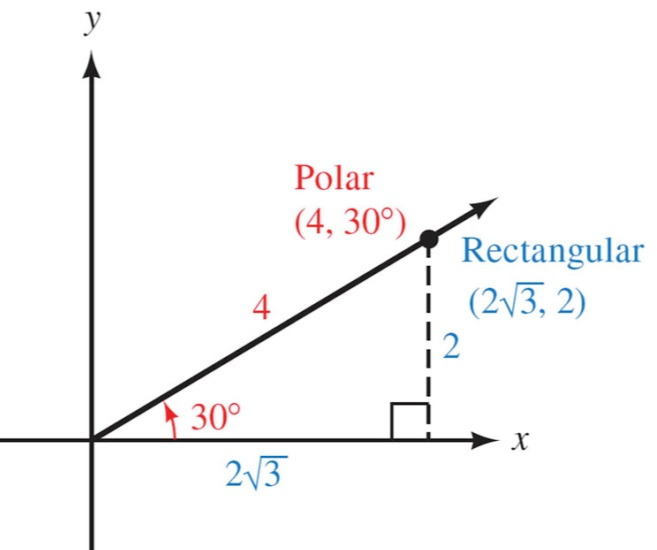 y
Polar
(4, 30°)
Rectangular
(2√3, 2)
4
2
30°
x
2√3